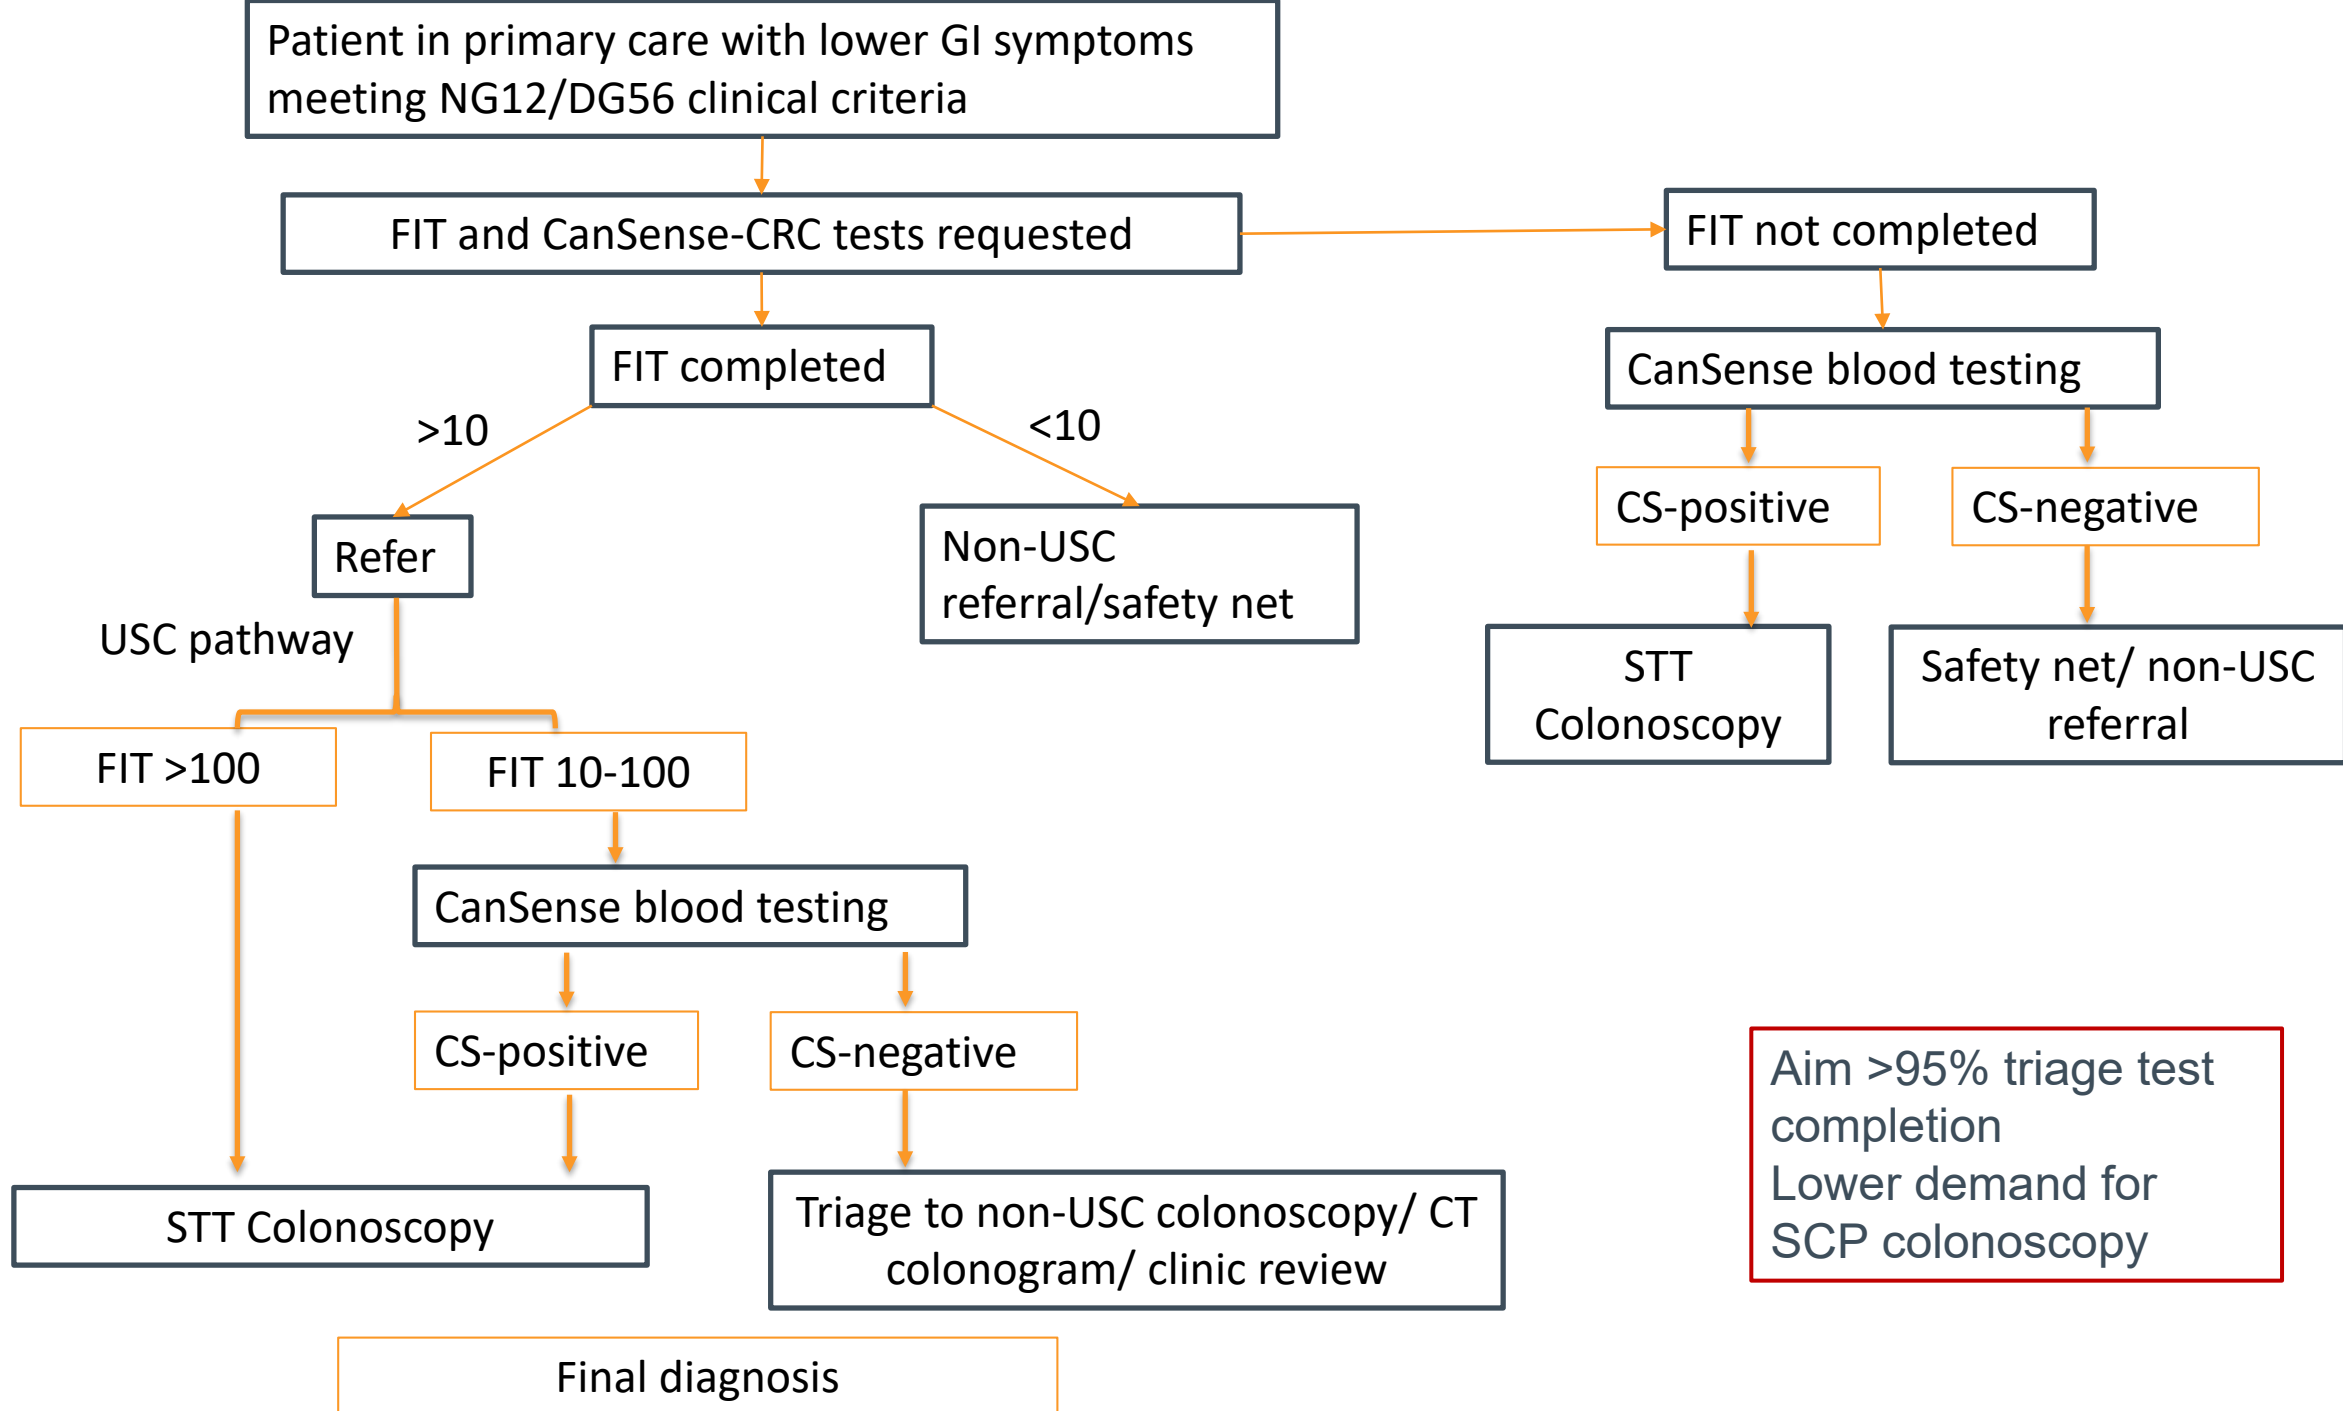 Patient in primary care with lower GI symptoms
meeting NG12/DG56 clinical criteria
FIT and CanSense-CRC tests requested
FIT not completed
FIT completed
CanSense blood testing
>10
<10
CS-positive
CS-negative
Refer
Non-USC
referral/safety net
USC pathway
STT
Colonoscopy
Safety net/ non-USC
referral
FIT >100
FIT 10-100
CanSense blood testing
CS-positive
CS-negative
Aim >95% triage test
completion
Lower demand for
SCP colonoscopy
STT Colonoscopy
Triage to non-USC colonoscopy/ CT
colonogram/ clinic review
Final diagnosis